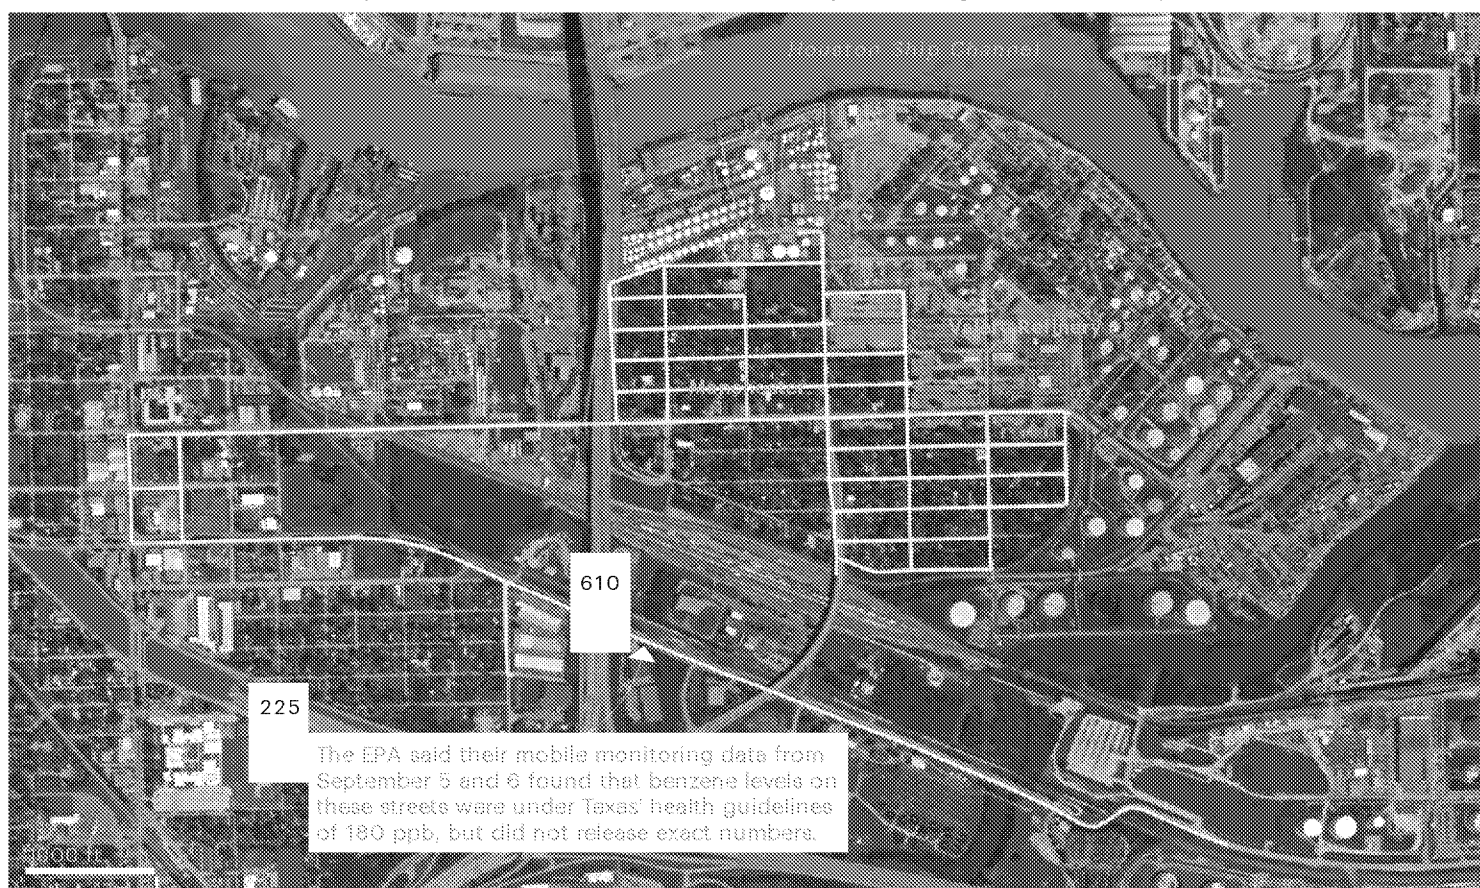 Houston Ship Channel
Valero Refinery
Manchester
610
225
The EPA said their mobile monitoring data from
September 5 and 6 found that benzene levels on
these streets were under Texas' health guidelines
of 180 ppb, but did not release exact numbers.